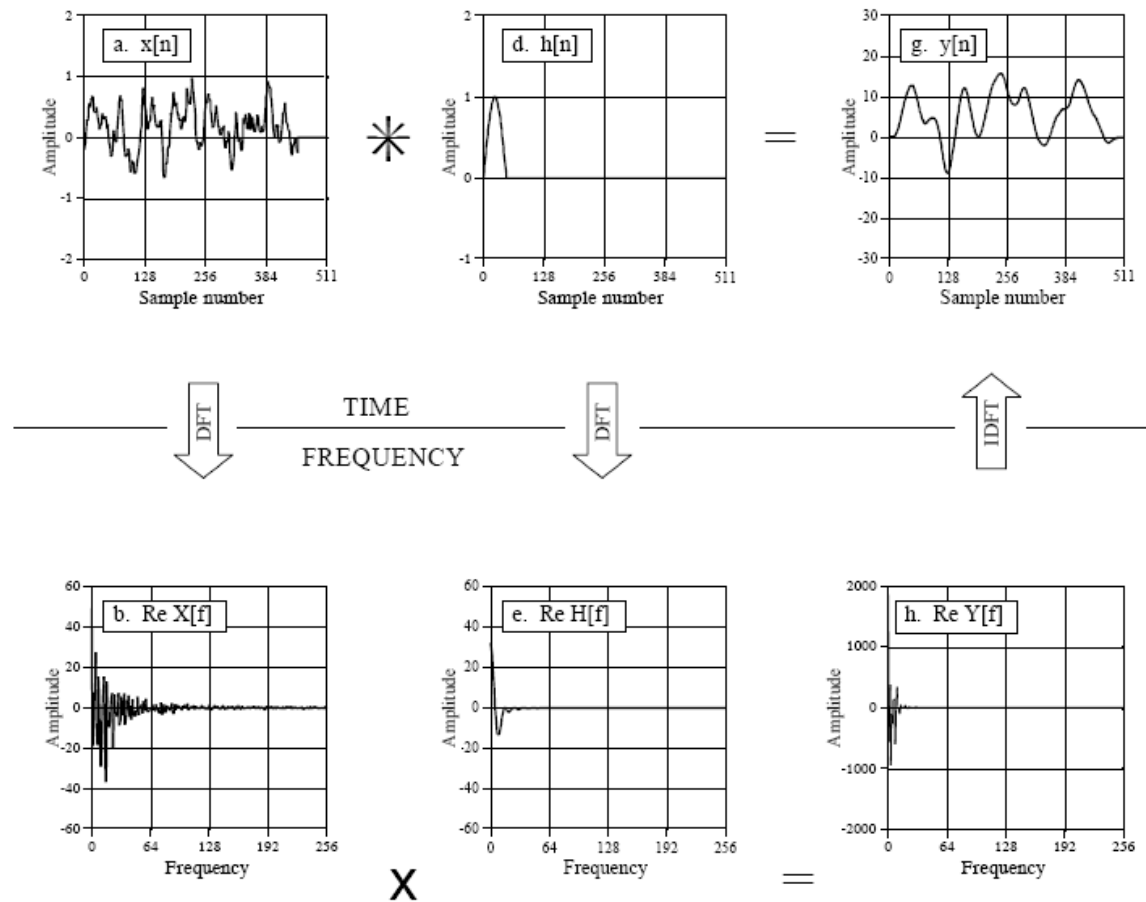 a. x[n]
2
1
0
-1
-2
Amplitude
0 128 256 384 511
Sample number
*
d. h[n]
2
1
0
-1
Amplitude
0 128 256 384 511
Sample number
=
g. y[n]
30
20
10
0
-10
-20
-30
Amplitude
0 128 256 384 511
Sample number
DFT
TIME
FREQUENCY
DFT
IDFT
b. Re X[f]
60
40
20
0
-20
-40
-60
Amplitude
0 64 128 192 256
Frequency
x
e. Re H[f]
60
40
20
0
-20
-40
-60
Amplitude
0 64 128 192 256
Frequency
=
h. Re Y[f]
2000
1000
0
-1000
-2000
Amplitude
0 64 128 192 256
Frequency